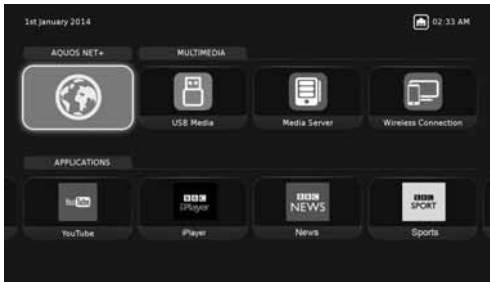 1st January 2014
02:33 AM
AQUOS NET+
MULTIMEDIA
USB Media
Media Server
Wireless Connection
APPLICATIONS
YouTube
BBC
iPlayer
BBC
NEWS
BBC
SPORT
YouTube
iPlayer
News
Sports